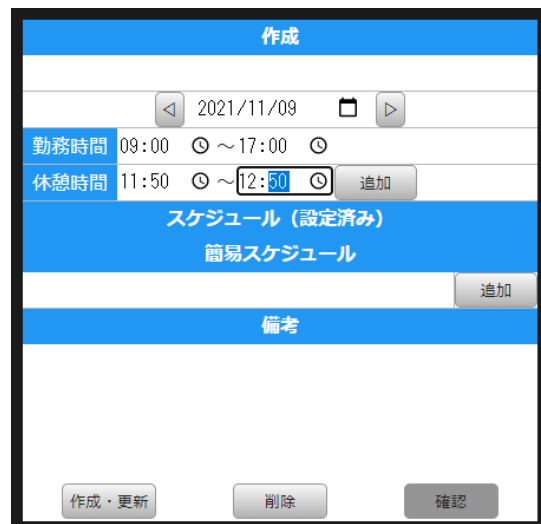 作成
2021/11/09
勤務時間 09:00 ～17:00
休憩時間 11:50 ～12:50 追加
スケジュール（設定済み）
簡易スケジュール
追加
備考
作成・更新 削除 確認